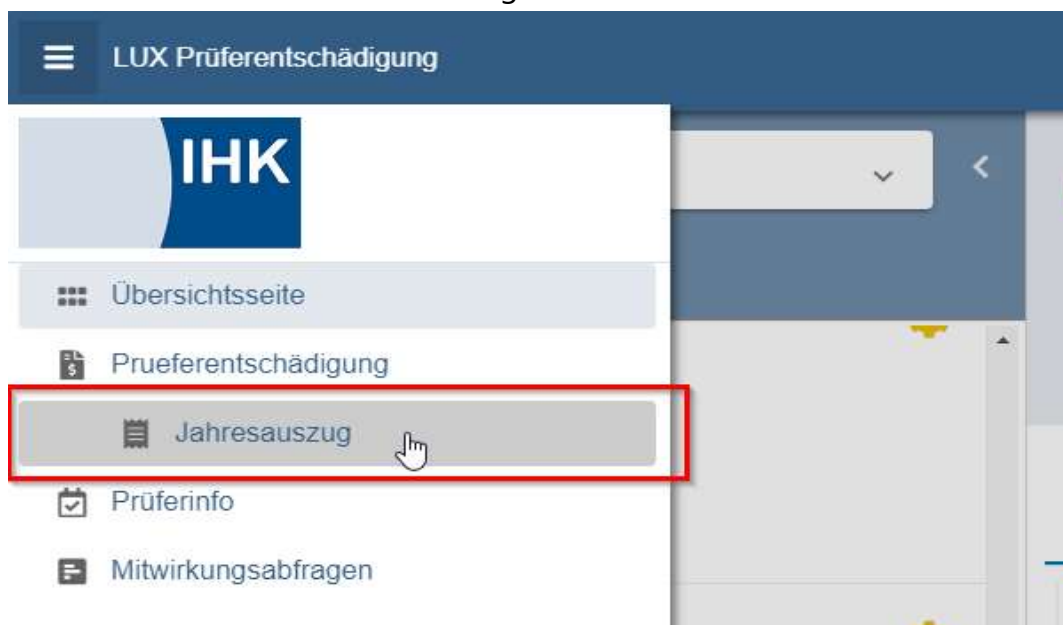 LUX Prüferentschädigung
IHK
Übersichtsseite
Prueferentschädigung
Jahresauszug
Prüferinfo
Mitwirkungsabfragen